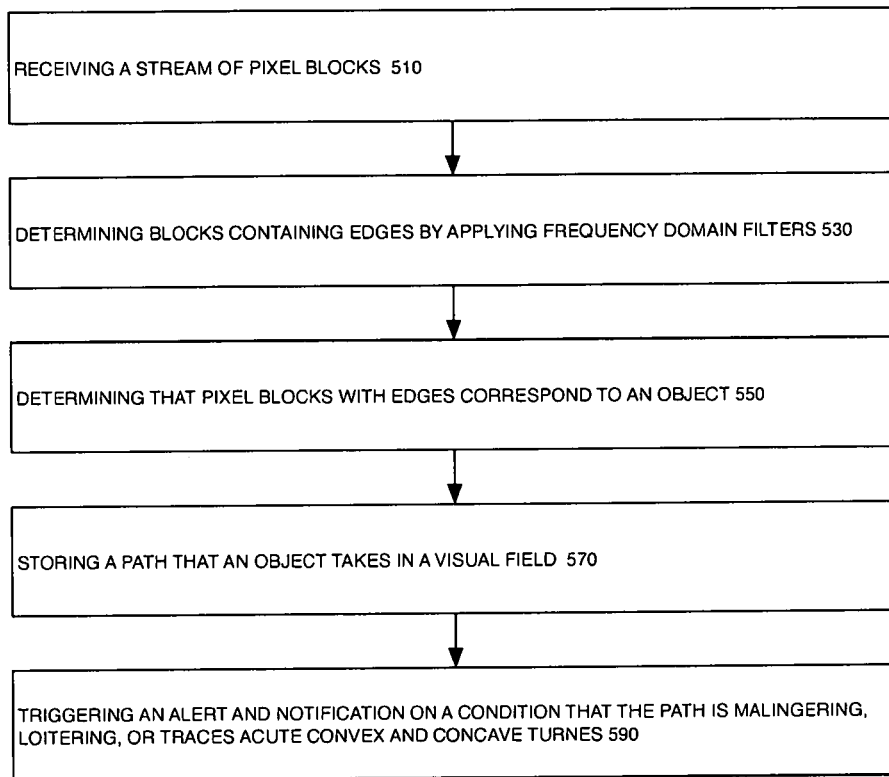 RECEIVING A STREAM OF PIXEL BLOCKS 510
DETERMINING BLOCKS CONTAINING EDGES BY APPLYING FREQUENCY DOMAIN FILTERS 530
DETERMINING THAT PIXEL BLOCKS WITH EDGES CORRESPOND TO AN OBJECT 550
STORING A PATH THAT AN OBJECT TAKES IN A VISUAL FIELD 570
TRIGGERING AN ALERT AND NOTIFICATION ON A CONDITION THAT THE PATH IS MALINGERING,
LOITERING, OR TRACES ACUTE CONVEX AND CONCAVE TURNES 590